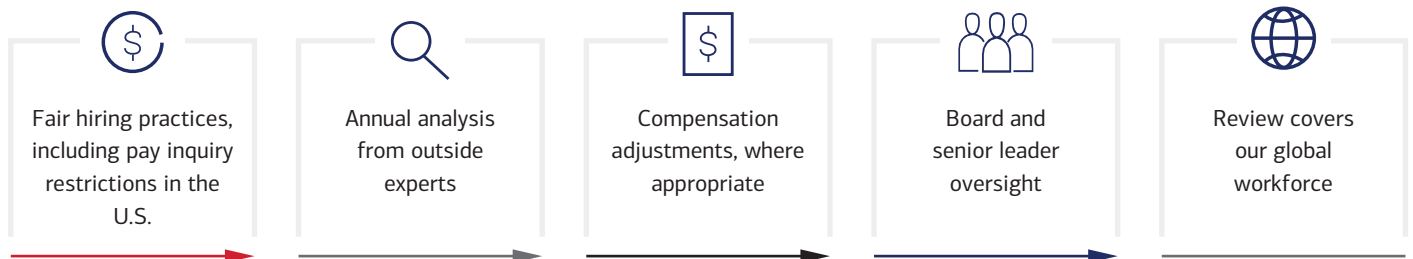 $
$
Fair hiring practices,
including pay inquiry
restrictions in the
U.S.
Annual analysis
from outside
experts
Compensation
adjustments, where
appropriate
Board and
senior leader
oversight
Review covers
our global
workforce